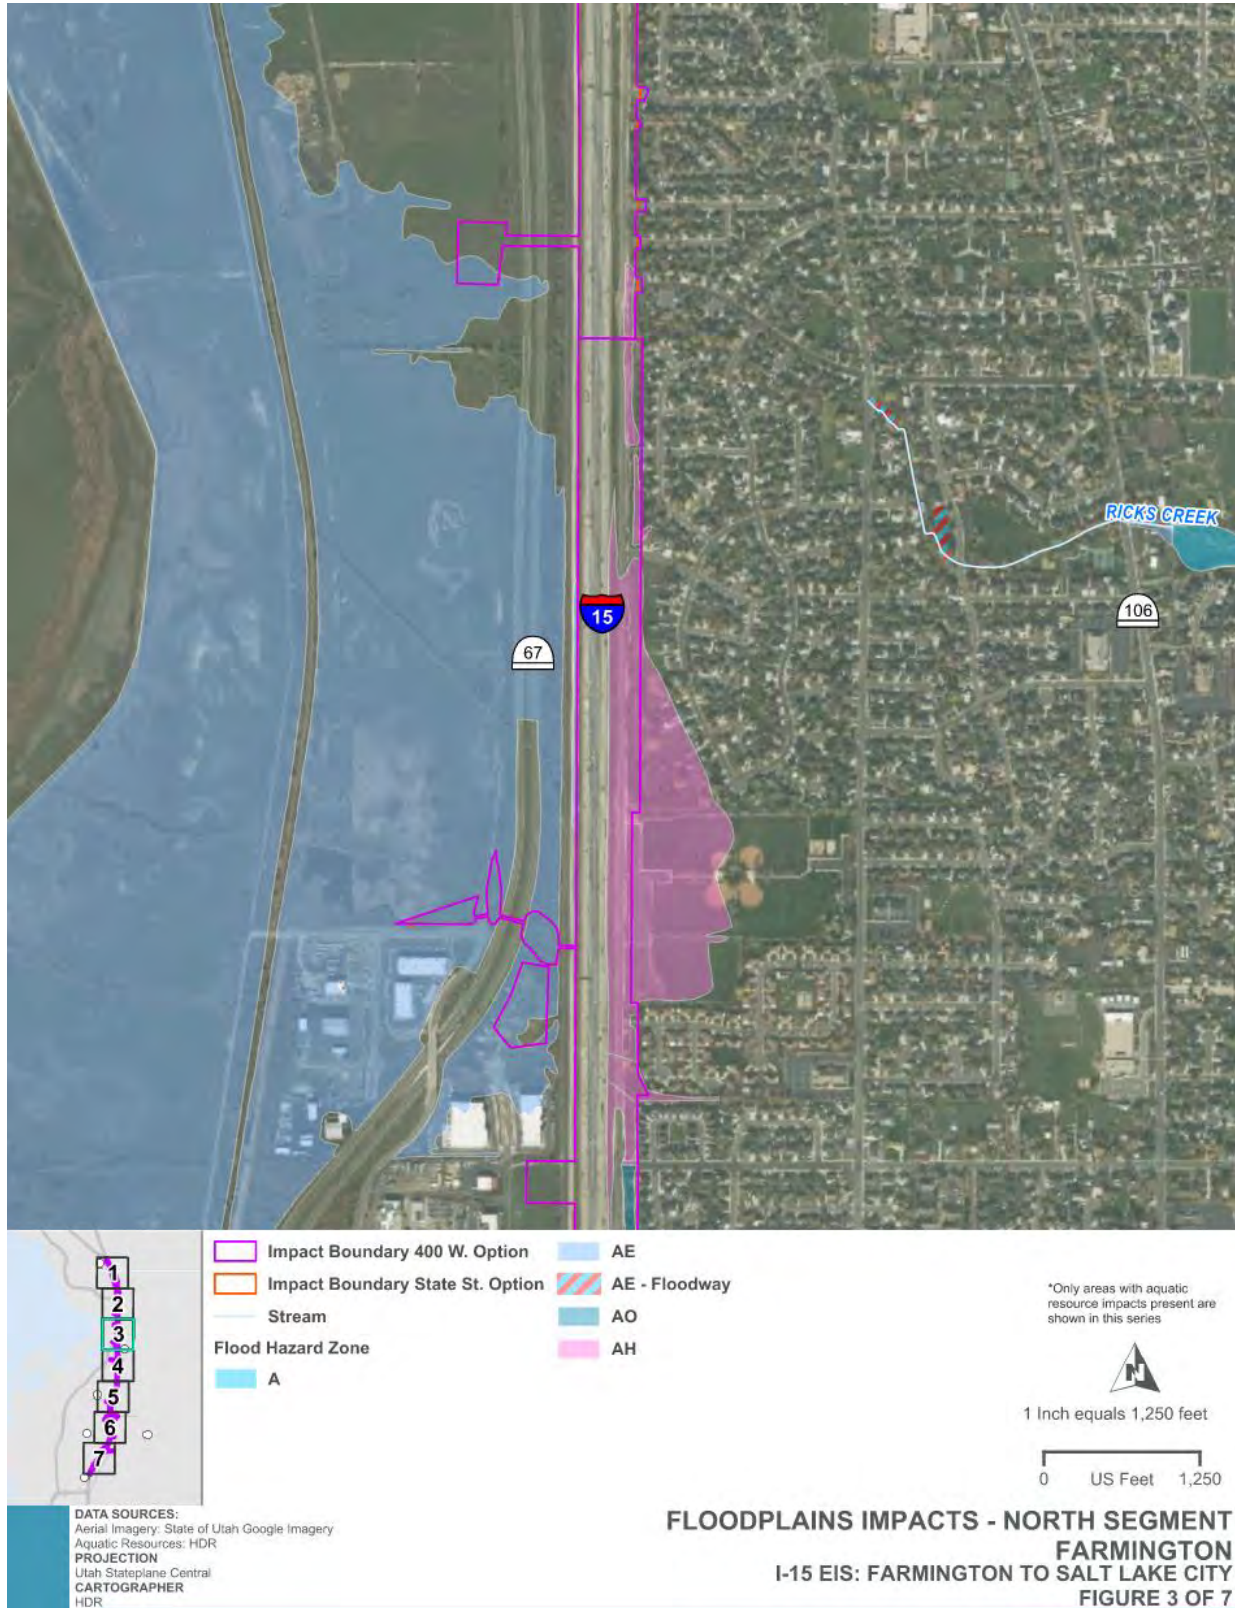 RICKS CREEK
15
106
67
1
2
3
4
5
6
7
Impact Boundary 400 W. Option
Impact Boundary State St. Option
Stream
Flood Hazard Zone
A
AE
AE - Floodway
AO
AH
*Only areas with aquatic
resource impacts present are
shown in this series
N
1 Inch equals 1,250 feet
0 US Feet 1,250
DATA SOURCES:
Aerial Imagery: State of Utah Google Imagery
Aquatic Resources: HDR
PROJECTION
Utah Stateplane Central
CARTOGRAPHER
HDR
FLOODPLAINS IMPACTS - NORTH SEGMENT
FARMINGTON
I-15 EIS: FARMINGTON TO SALT LAKE CITY
FIGURE 3 OF 7